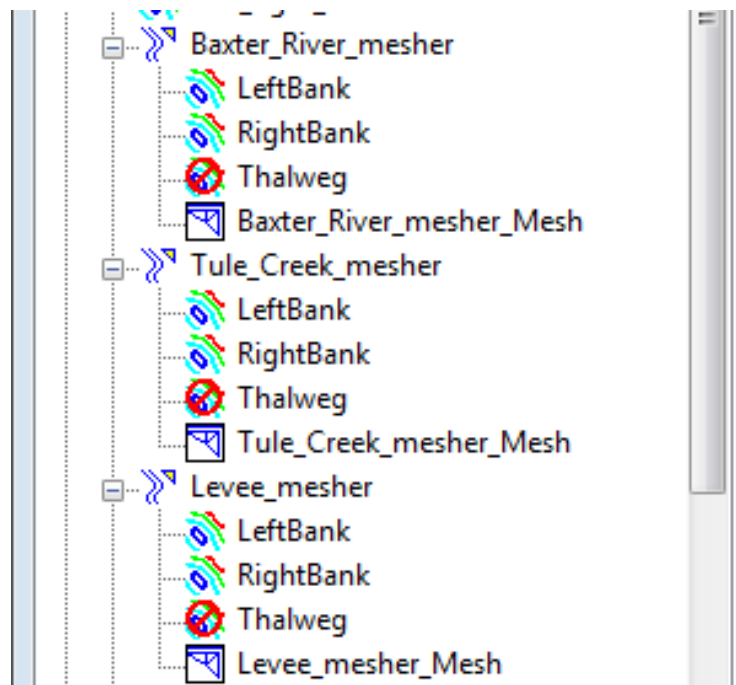 Baxter_River_mesher
LeftBank
RightBank
Thalweg
Baxter_River_mesher_Mesh
Tule_Creek_mesher
LeftBank
RightBank
Thalweg
Tule_Creek_mesher_Mesh
Levee_mesher
LeftBank
RightBank
Thalweg
Levee_mesher_Mesh